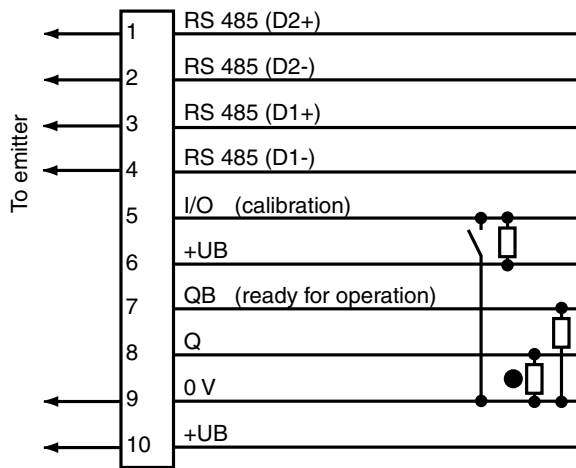 To emitter
1 RS 485 (D2+)
2 RS 485 (D2-)
3 RS 485 (D1+)
4 RS 485 (D1-)
5 I/O (calibration)
6 +UB
7 QB (ready for operation)
8 Q
9 0 V
10 +UB